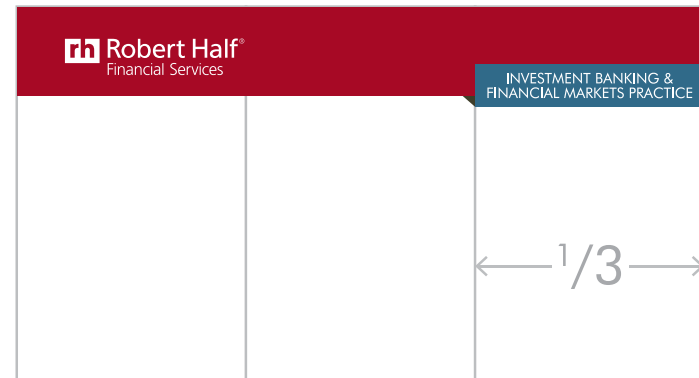 rh Robert Half®
Financial Services
INVESTMENT BANKING &
FINANCIAL MARKETS PRACTICE
1/3